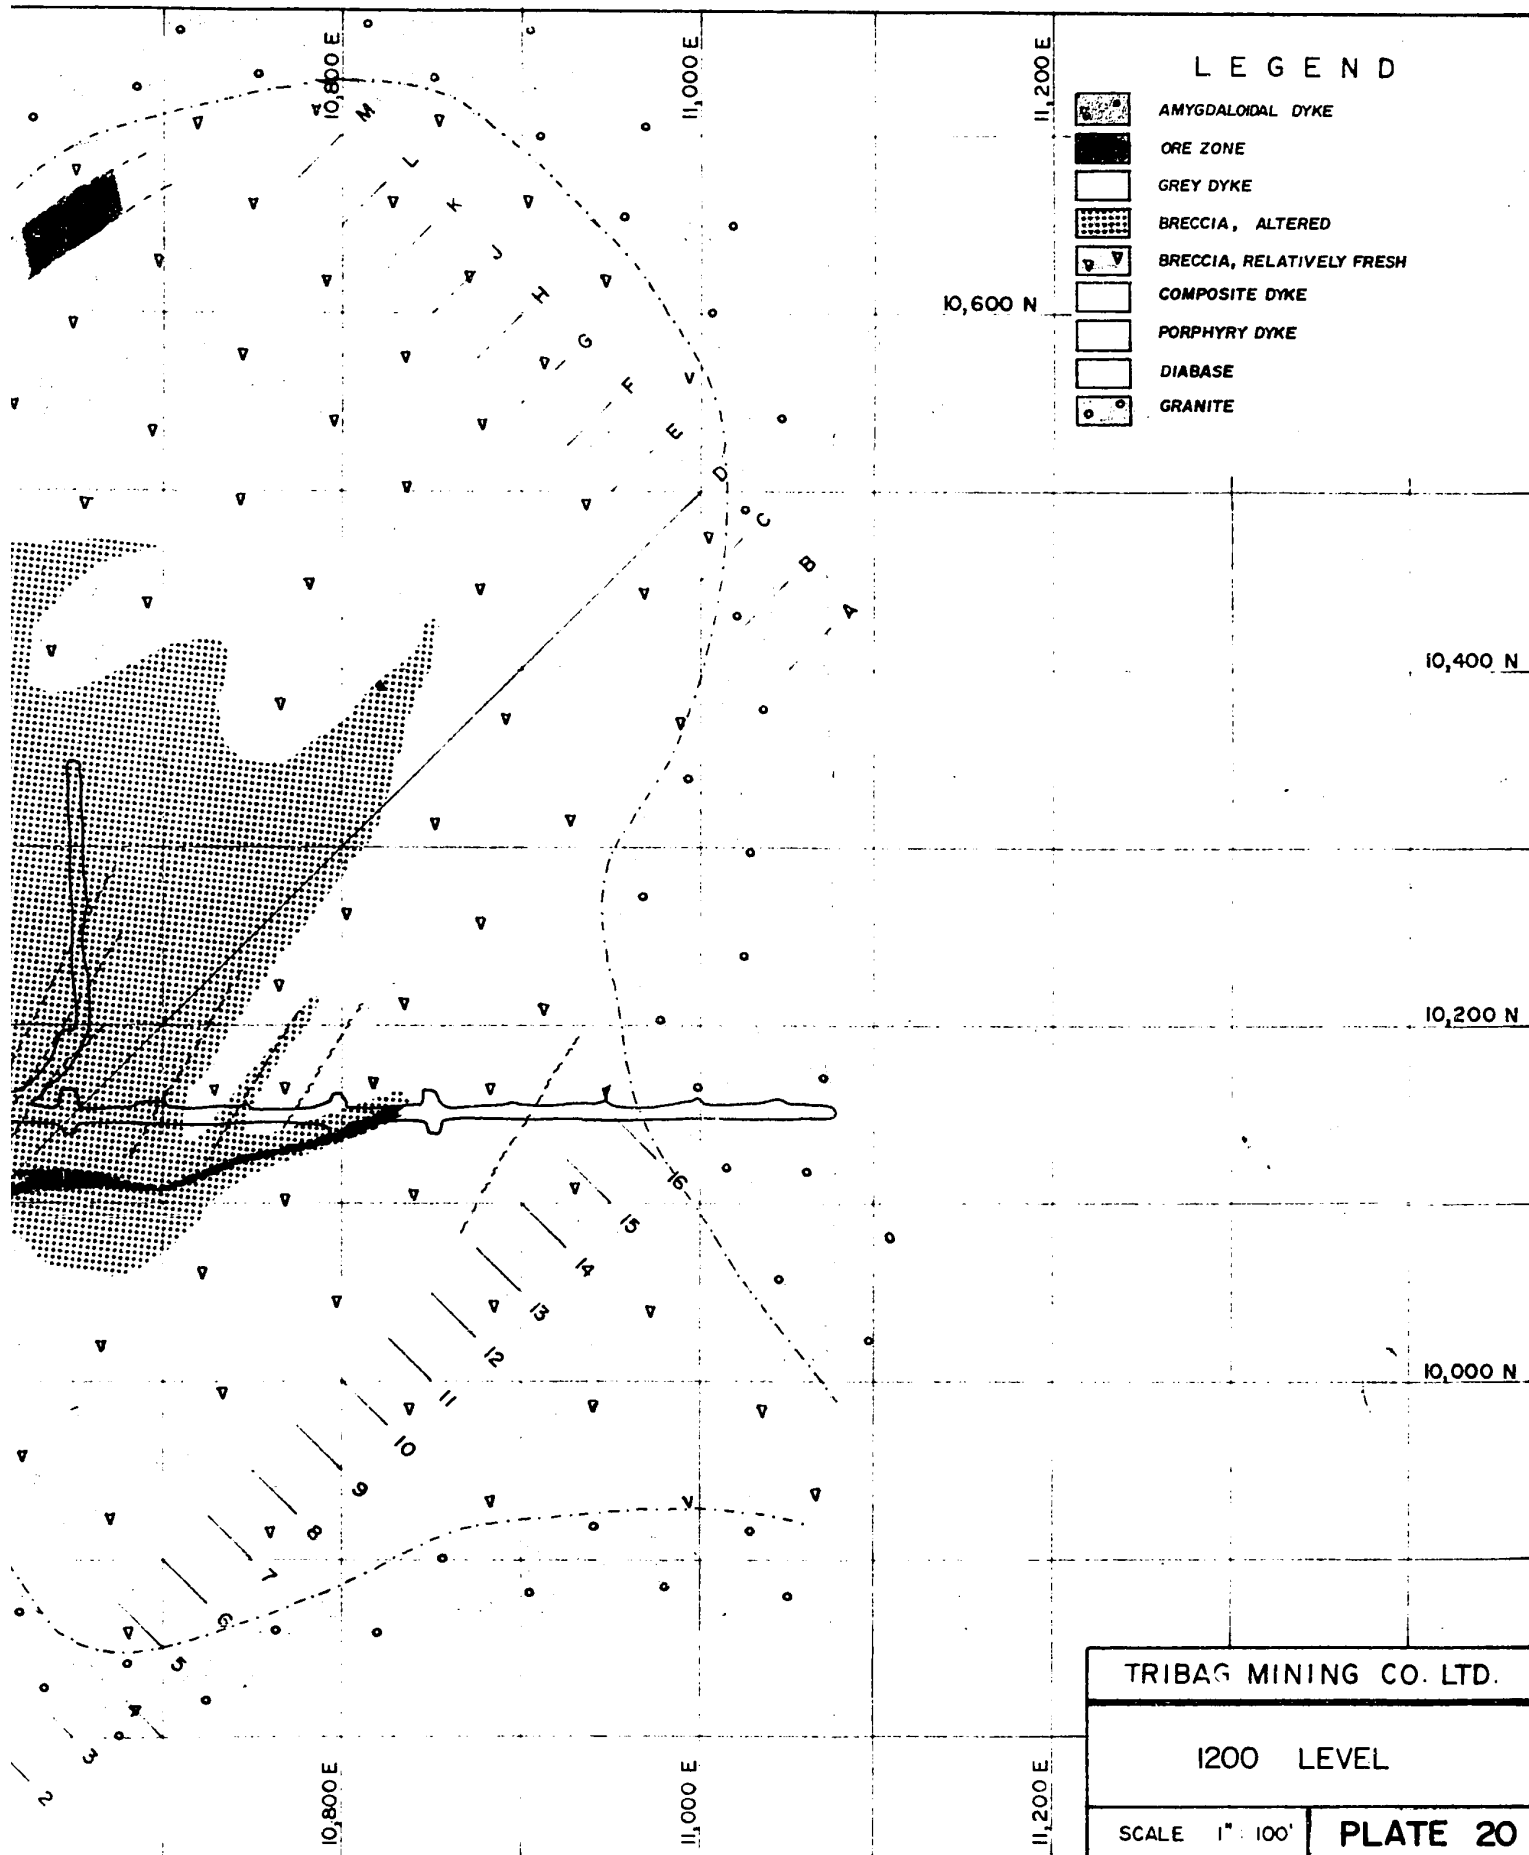 10,800 E
11,000 E
11,200 E
LEGEND
AMYGDALOIDAL DYKE
ORE ZONE
GREY DYKE
BRECCIA, ALTERED
BRECCIA, RELATIVELY FRESH
COMPOSITE DYKE
PORPHYRY DYKE
DIABASE
GRANITE
M
L
K
J
H
G
F
E
D
C
B
A
10,600 N
10,400 N
10,200 N
10,000 N
16
15
14
13
12
11
10
9
8
7
6
5
4
3
2
10,800 E
11,000 E
11,200 E
TRIBAG MINING CO. LTD.
1200 LEVEL
SCALE 1" : 100'
PLATE 20